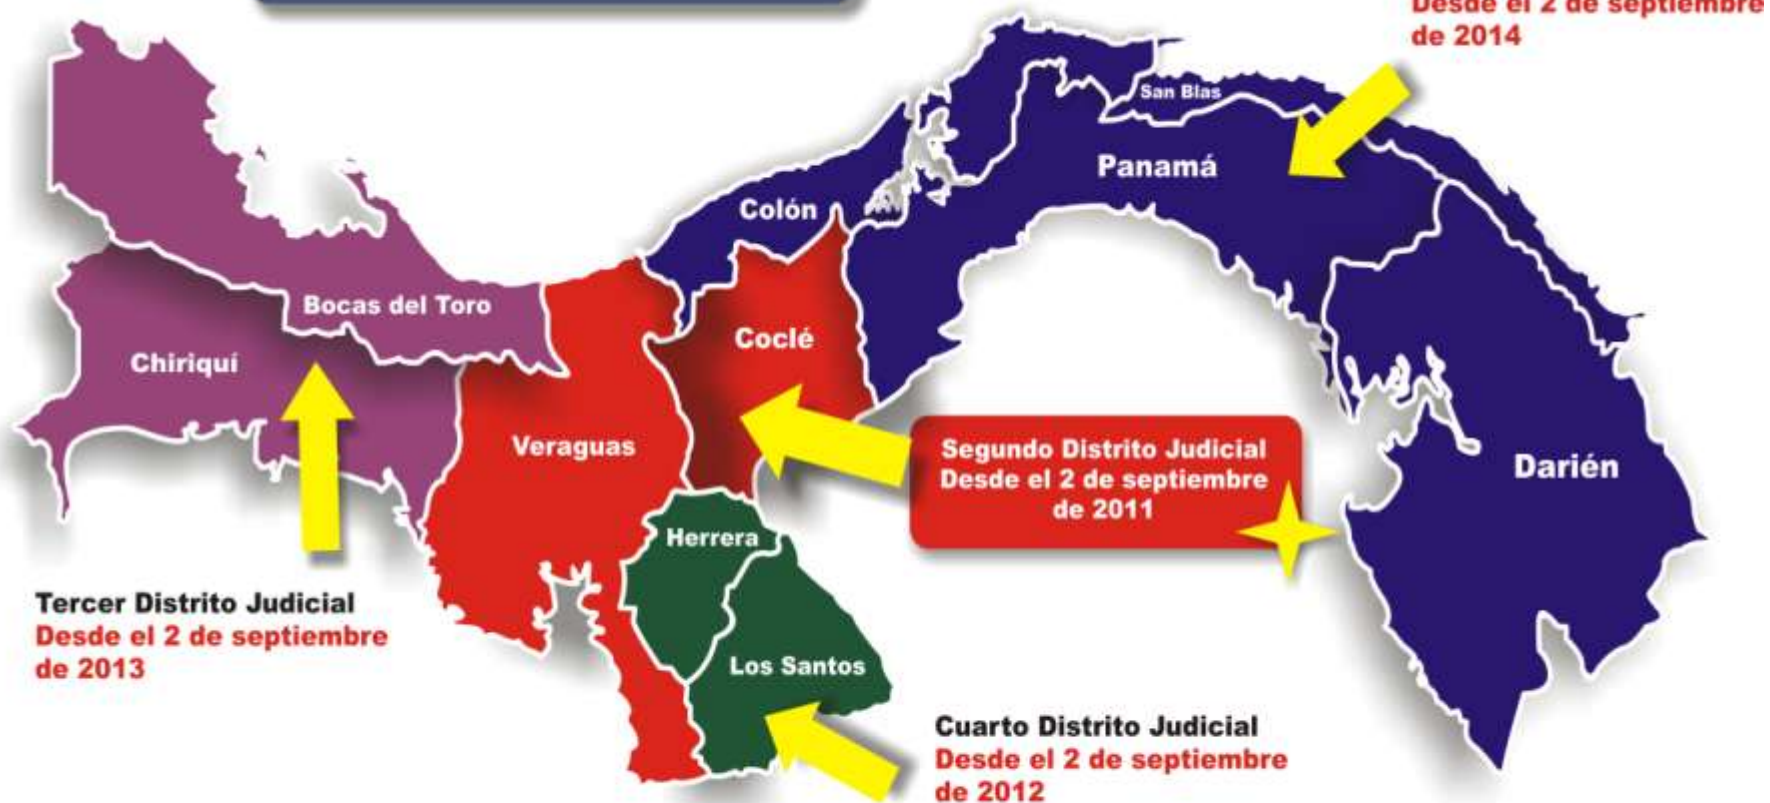 Desde el 2 de septiembre
de 2014
San Blas
Panamá
Colón
Bocas del Toro
Chiriquí
Coclé
Veraguas
Segundo Distrito Judicial
Desde el 2 de septiembre
de 2011
Darién
Herrera
Tercer Distrito Judicial
Desde el 2 de septiembre
de 2013
Los Santos
Cuarto Distrito Judicial
Desde el 2 de septiembre
de 2012